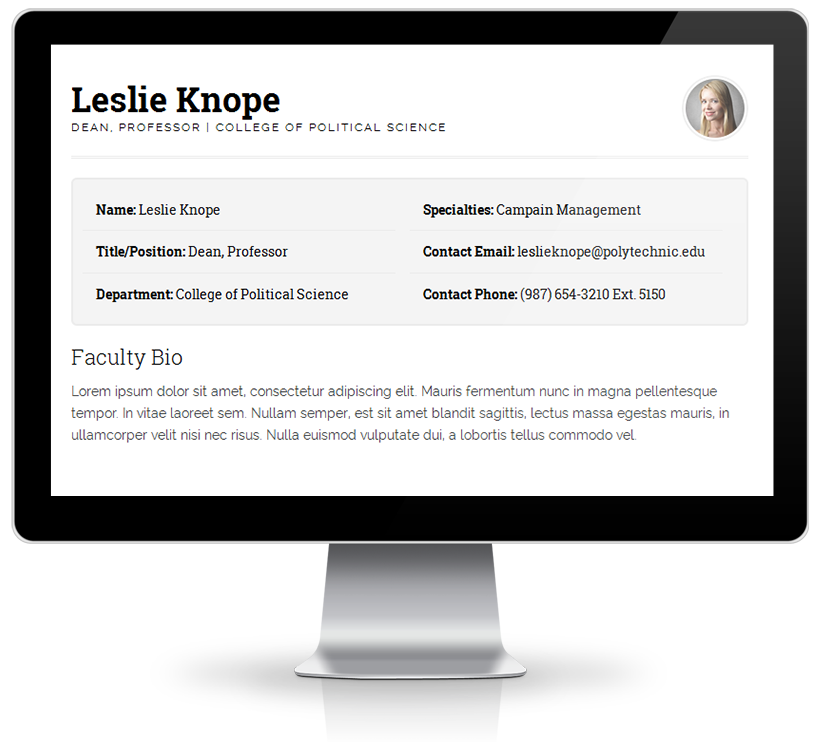 Leslie Knope
DEAN, PROFESSOR | COLLEGE OF POLITICAL SCIENCE
Name: Leslie Knope
Specialties: Campain Management
Title/Position: Dean, Professor
Contact Email: leslieknope@polytechnic.edu
Department: College of Political Science
Contact Phone: (987) 654-3210 Ext. 5150
Faculty Bio
Lorem ipsum dolor sit amet, consectetur adipiscing elit. Mauris fermentum nunc in magna pellentesque
tempor. In vitae laoreet sem. Nullam semper, est sit amet blandit sagittis, lectus massa egestas mauris, in
ullamcorper velit nisi nec risus. Nulla euismod vulputate dui, a lobortis tellus commodo vel.